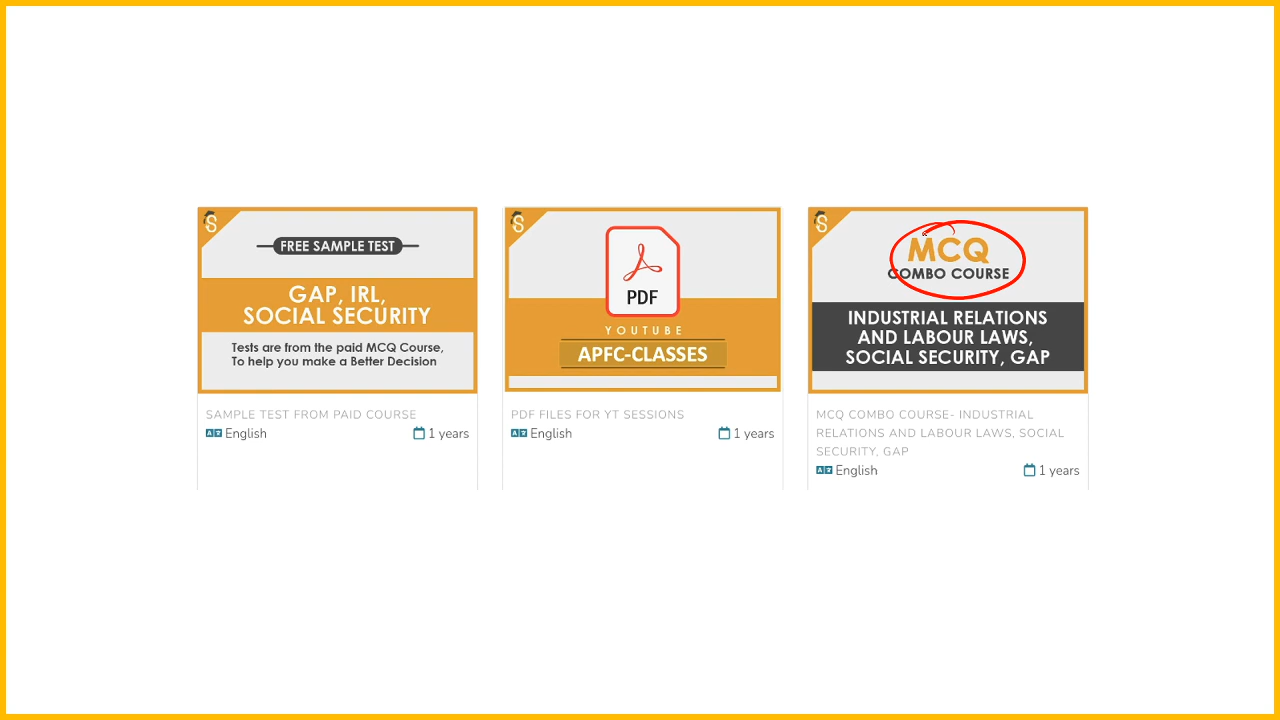 S
FREE SAMPLE TEST
GAP, IRL,
SOCIAL SECURITY
Tests are from the paid MCQ Course,
To help you make a Better Decision
SAMPLE TEST FROM PAID COURSE
English
1 years
S
PDF
YOUTUBE
APFC-CLASSES
PDF FILES FOR YT SESSIONS
English
1 years
S
MCQ
COMBO COURSE
INDUSTRIAL RELATIONS
AND LABOUR LAWS,
SOCIAL SECURITY, GAP
MCQ COMBO COURSE- INDUSTRIAL
RELATIONS AND LABOUR LAWS, SOCIAL
SECURITY, GAP
English
1 years